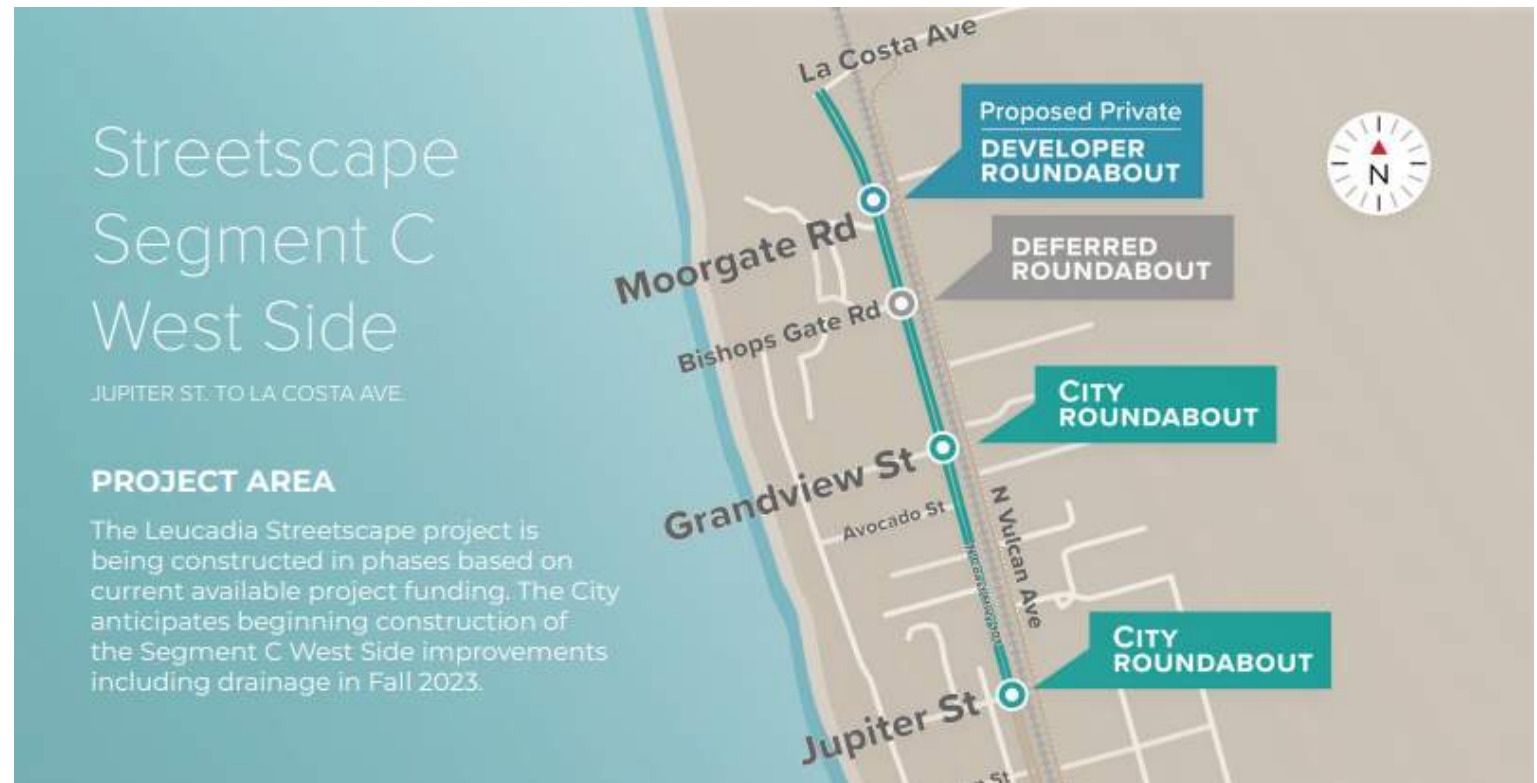 Streetscape
Segment C
West Side
JUPITER ST. TO LA COSTA AVE.
PROJECT AREA
The Leucadia Streetscape project is
being constructed in phases based on
current available project funding. The City
anticipates beginning construction of
the Segment C West Side improvements
including drainage in Fall 2023.
La Costa Ave
Proposed Private
DEVELOPER
ROUNDABOUT
N
Moorgate Rd
DEFERRED
ROUNDABOUT
Bishops Gate Rd
CITY
ROUNDABOUT
Grandview St
Avocado St
N Vulcan Ave
CITY
ROUNDABOUT
Jupiter St
St